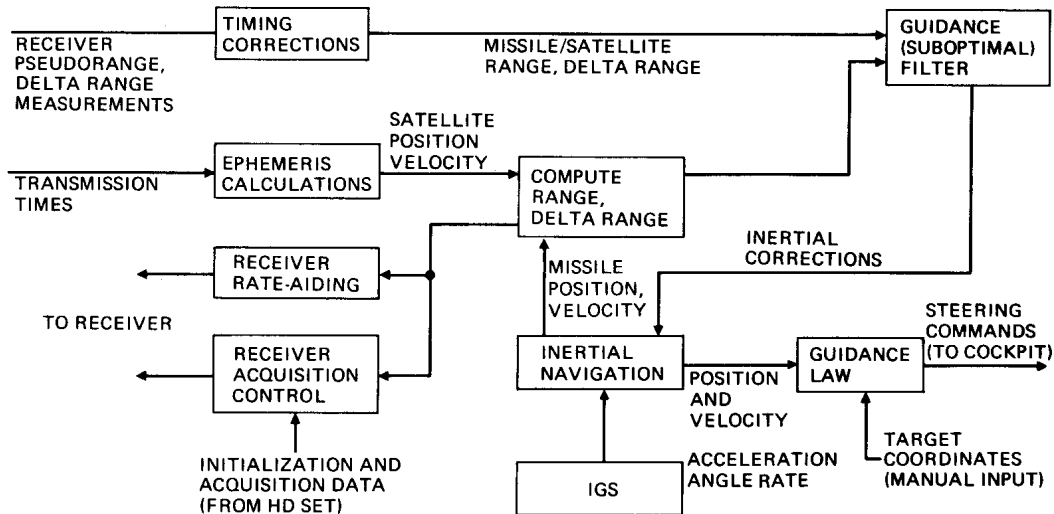 TIMING
CORRECTIONS
RECEIVER
PSEUDORANGE,
DELTA RANGE
MEASUREMENTS
MISSILE/SATELLITE
RANGE, DELTA RANGE
GUIDANCE
(SUBOPTIMAL)
FILTER
SATELLITE
POSITION
VELOCITY
TRANSMISSION
TIMES
EPHEMERIS
CALCULATIONS
COMPUTE
RANGE,
DELTA RANGE
INERTIAL
CORRECTIONS
RECEIVER
RATE-AIDING
MISSILE
POSITION,
VELOCITY
TO RECEIVER
RECEIVER
ACQUISITION
CONTROL
INERTIAL
NAVIGATION
POSITION
AND
VELOCITY
GUIDANCE
LAW
STEERING
COMMANDS
(TO COCKPIT)
INITIALIZATION AND
ACQUISITION DATA
(FROM HD SET)
IGS
ACCELERATION
ANGLE RATE
TARGET
COORDINATES
(MANUAL INPUT)